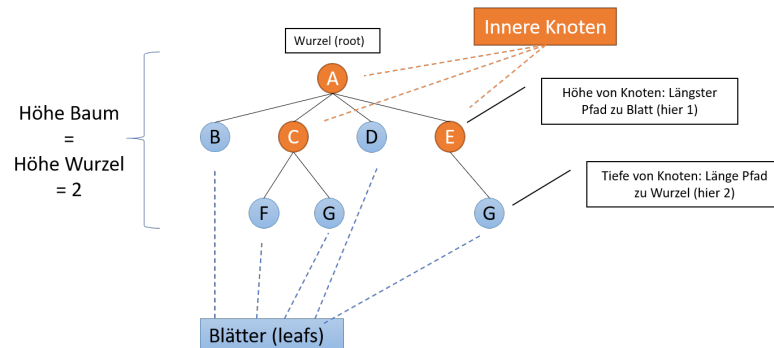 Innere Knoten
Wurzel (root)
A
Höhe von Knoten: Längster
Pfad zu Blatt (hier 1)
Höhe Baum
=
Höhe Wurzel
= 2
B
C
D
E
Tiefe von Knoten: Länge Pfad
zu Wurzel (hier 2)
F
G
G
Blätter (leafs)